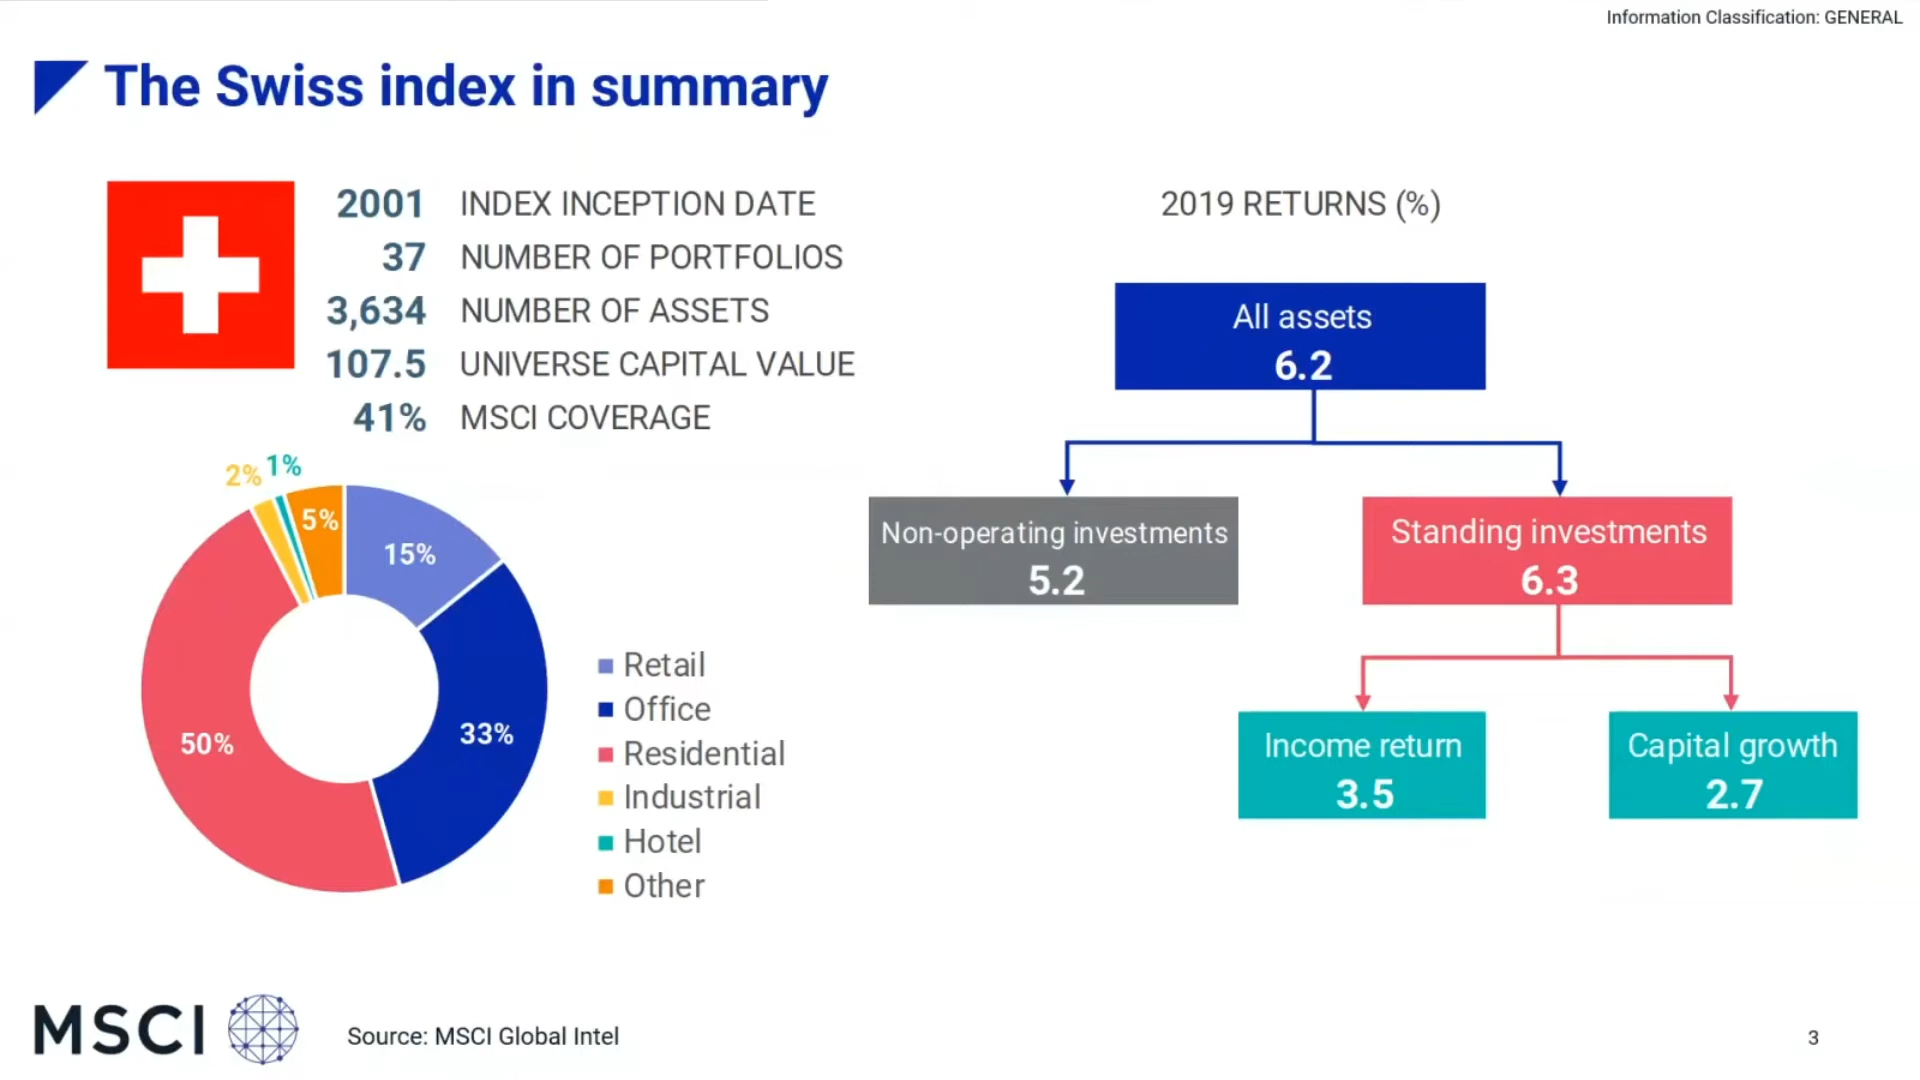 Information Classification: GENERAL
The Swiss index in summary
2001 INDEX INCEPTION DATE
37 NUMBER OF PORTFOLIOS
3,634 NUMBER OF ASSETS
107.5 UNIVERSE CAPITAL VALUE
41% MSCI COVERAGE
2% 1%
5%
15%
50%
33%
Retail
Office
Residential
Industrial
Hotel
Other
2019 RETURNS (%)
All assets
6.2
Non-operating investments
5.2
Standing investments
6.3
Income return
3.5
Capital growth
2.7
MSCI
Source: MSCI Global Intel
3